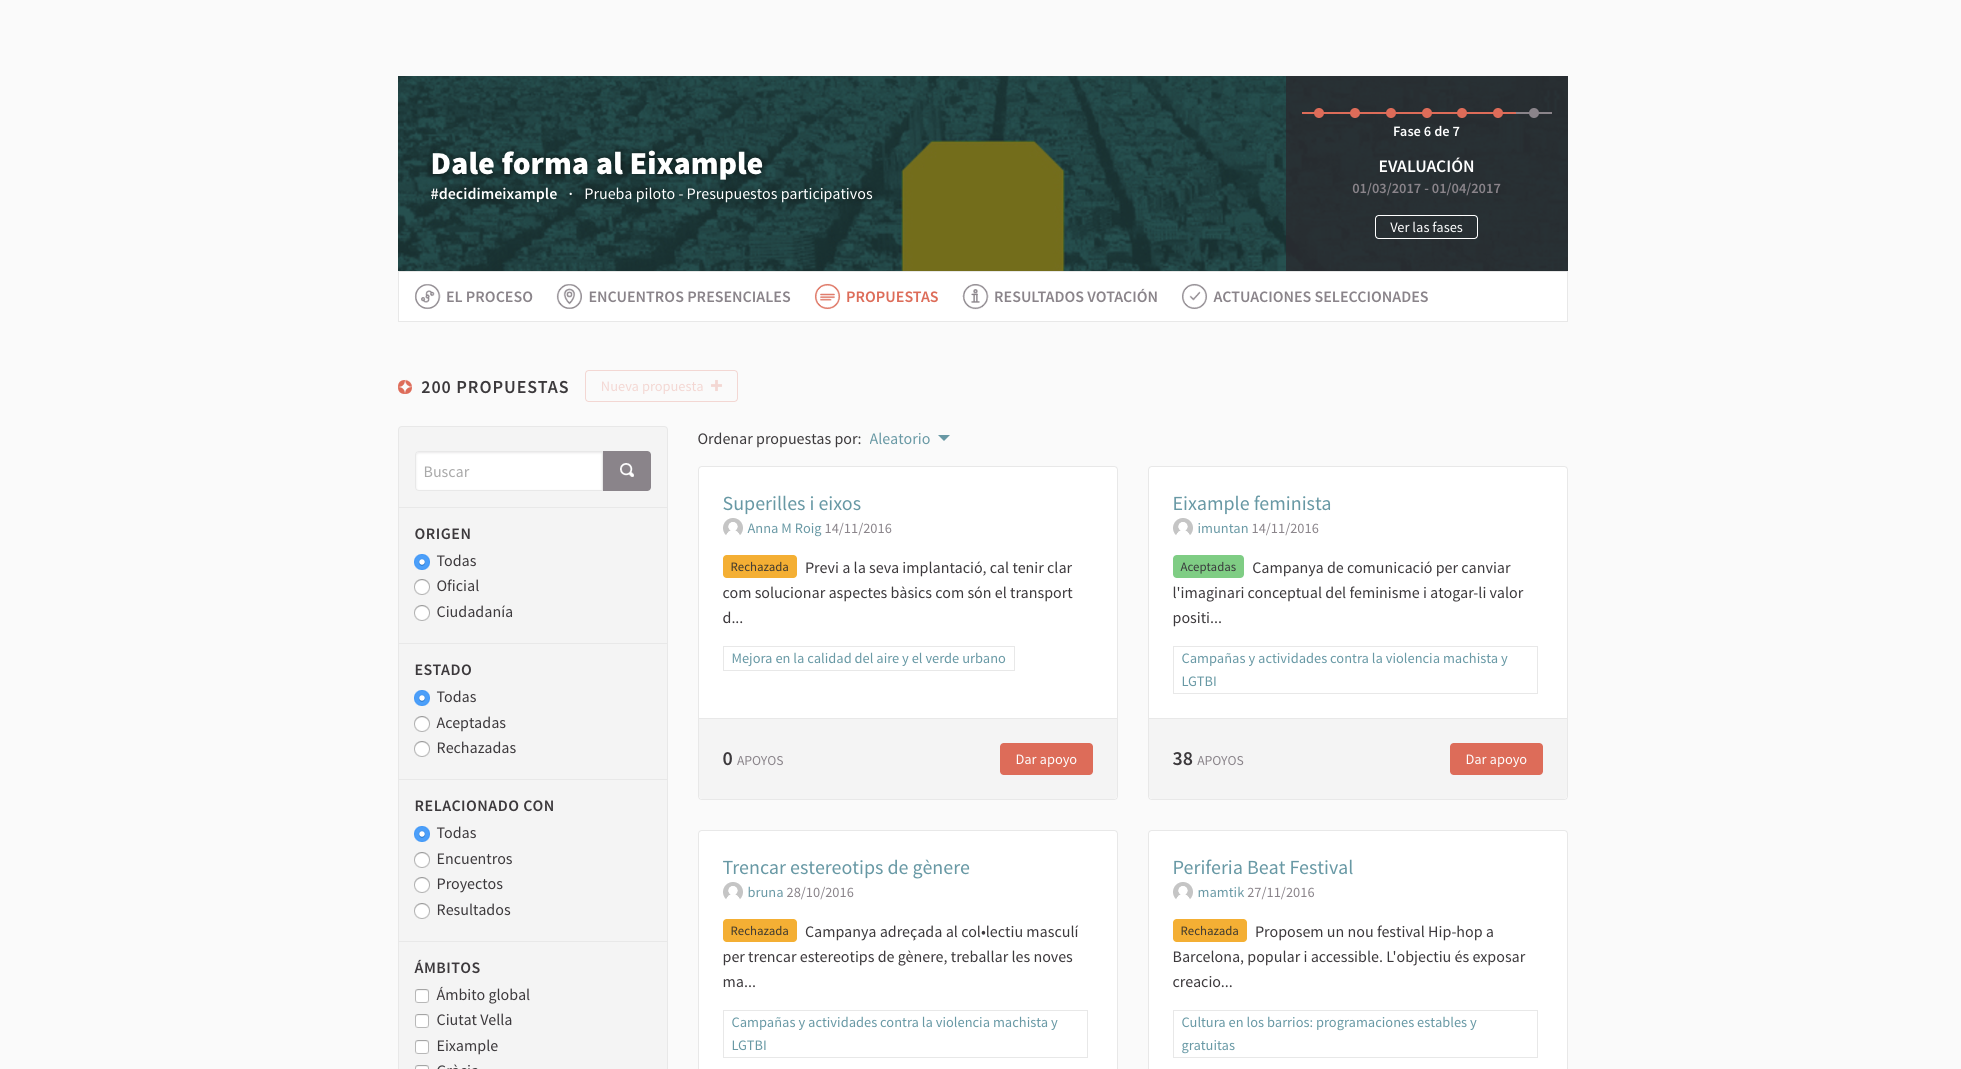 Dale forma al Eixample
#decidimeixample · Prueba piloto - Presupuestos participativos
Fase 6 de 7
EVALUACIÓN
01/03/2017 - 01/04/2017
Ver las fases
EL PROCESO
ENCUENTROS PRESENCIALES
PROPUESTAS
RESULTADOS VOTACIÓN
ACTUACIONES SELECCIONADES
200 PROPUESTAS
Nueva propuesta
Buscar
ORIGEN
Todas
Oficial
Ciudadanía
ESTADO
Todas
Aceptadas
Rechazadas
RELACIONADO CON
Todas
Encuentros
Proyectos
Resultados
ÁMBITOS
Ámbito global
Ciutat Vella
Eixample
Ordenar propuestas por: Aleatorio
Superilles i eixos
Anna M Roig 14/11/2016
Rechazada Previ a la seva implantació, cal tenir clar
com solucionar aspectes bàsics com són el transport
d...
Mejora en la calidad del aire y el verde urbano
0 APOYOS
Dar apoyo
Eixample feminista
imuntan 14/11/2016
Aceptadas Campanya de comunicació per canviar
l'imaginari conceptual del feminisme i atogar-li valor
positi...
Campañas y actividades contra la violencia machista y
LGTBI
38 APOYOS
Dar apoyo
Trencar estereotips de gènere
bruna 28/10/2016
Rechazada Campanya adreçada al col•lectiu masculí
per trencar estereotips de gènere, treballar les noves
ma...
Campañas y actividades contra la violencia machista y
LGTBI
Periferia Beat Festival
mamtik 27/11/2016
Rechazada Proposem un nou festival Hip-hop a
Barcelona, popular i accessible. L'objectiu és exposar
creacio...
Cultura en los barrios: programaciones estables y
gratuitas